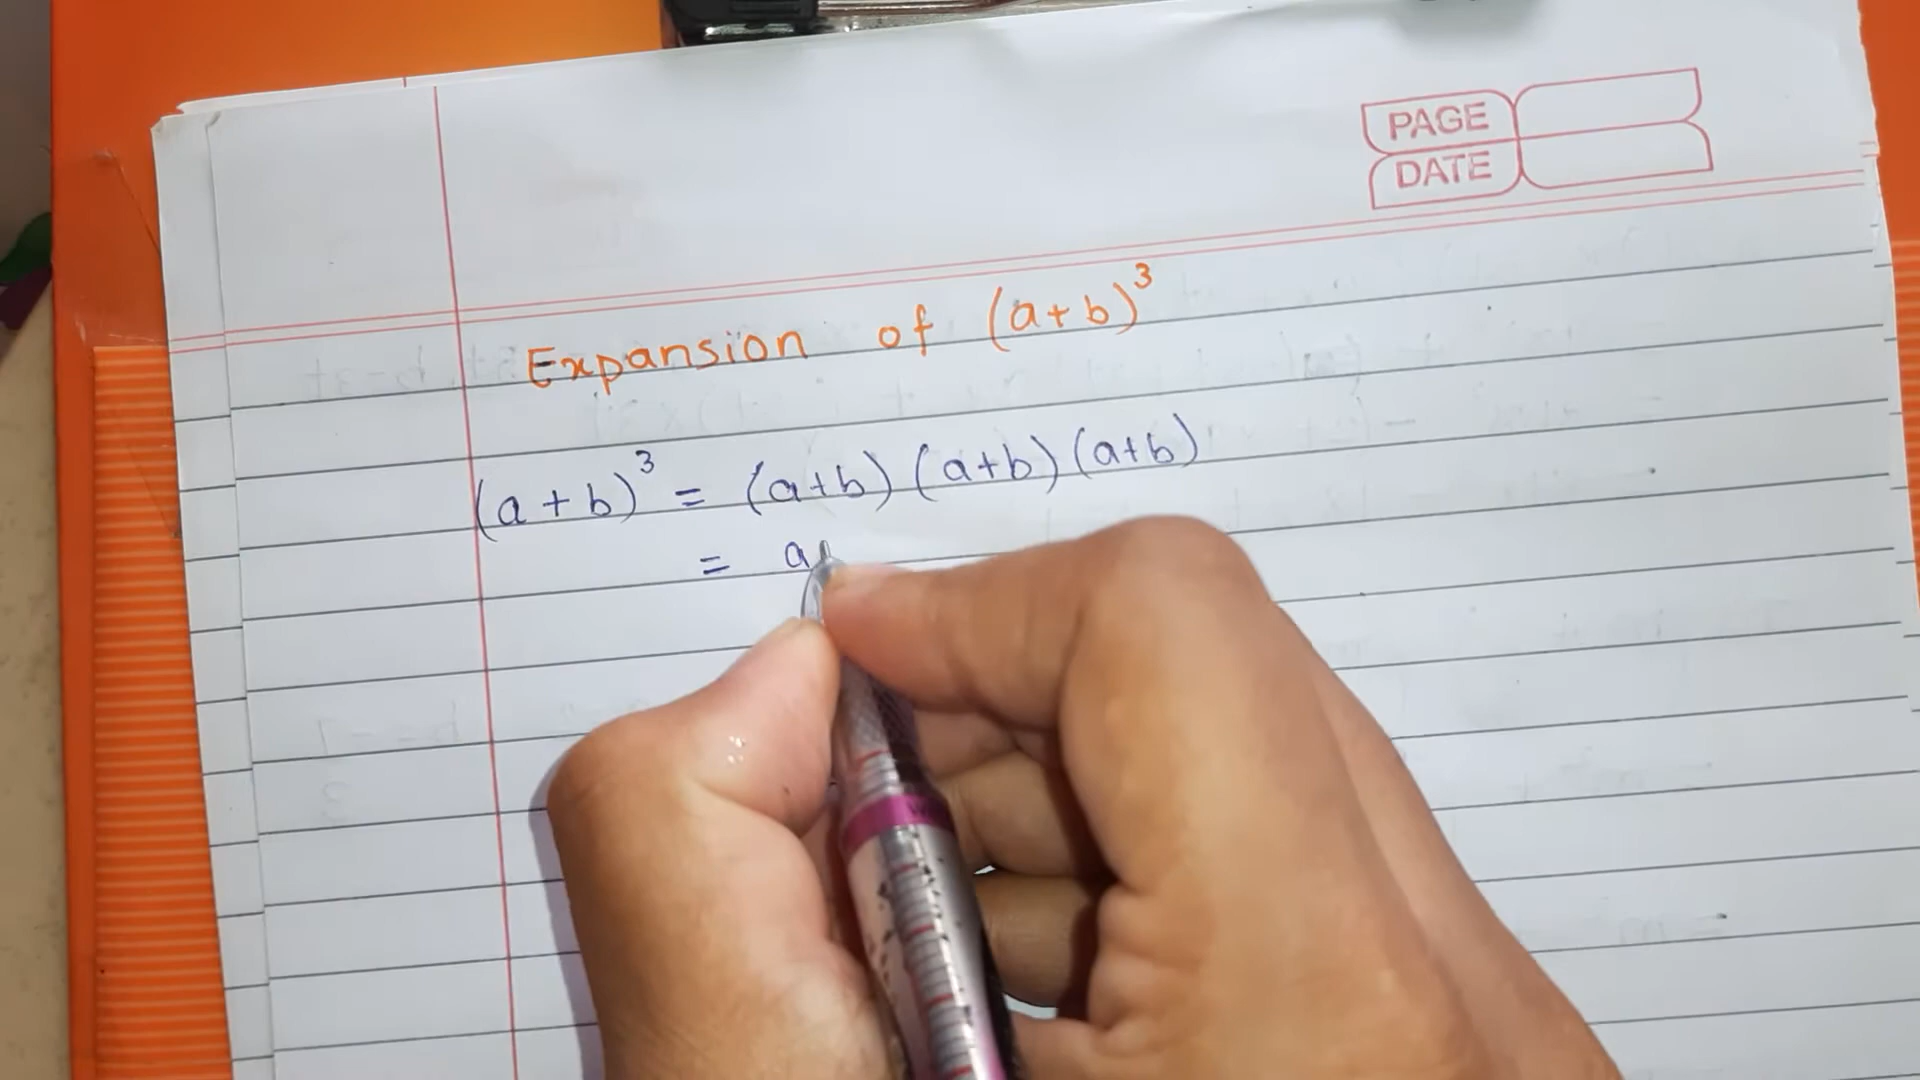 PAGE
DATE
Expansion of (a+b)³
(a + b)³ = (a+b) (a+b) (a+b)
= a